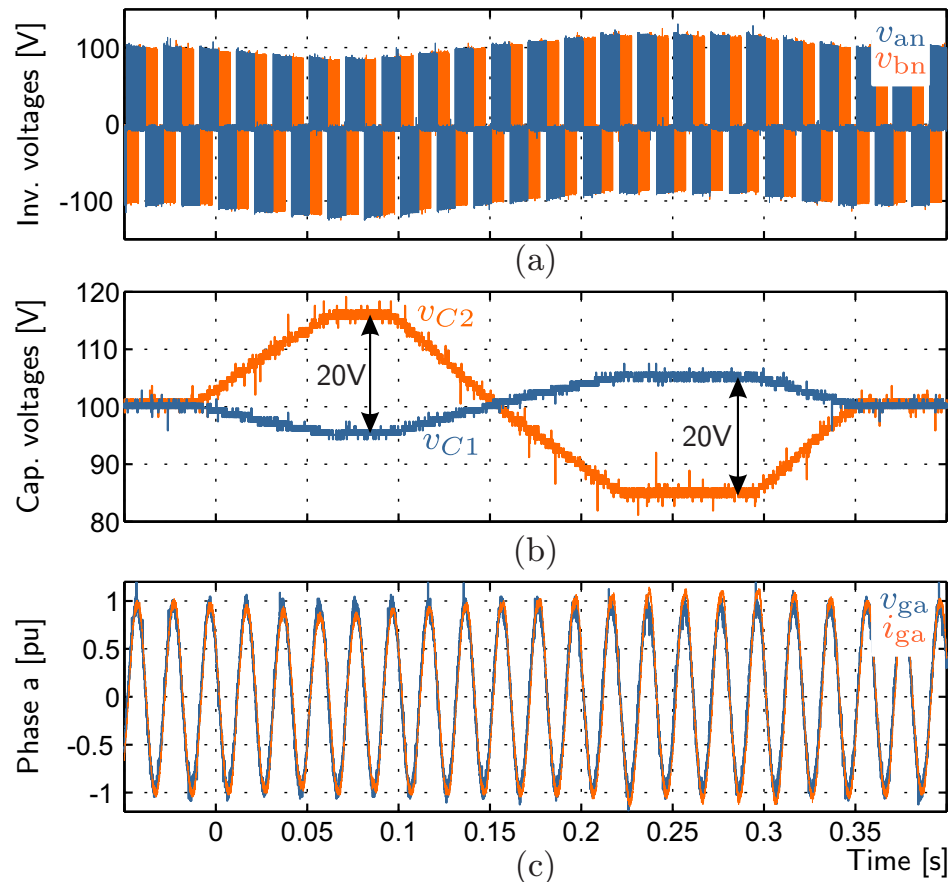 Inv. voltages [V]
100
0
-100
v_an
v_bn
(a)
Cap. voltages [V]
120
110
100
90
80
v_C2
20V
v_C1
20V
(b)
Phase a [pu]
1
0.5
0
-0.5
-1
v_ga
i_ga
0 0.05 0.1 0.15 0.2 0.25 0.3 0.35
Time [s]
(c)